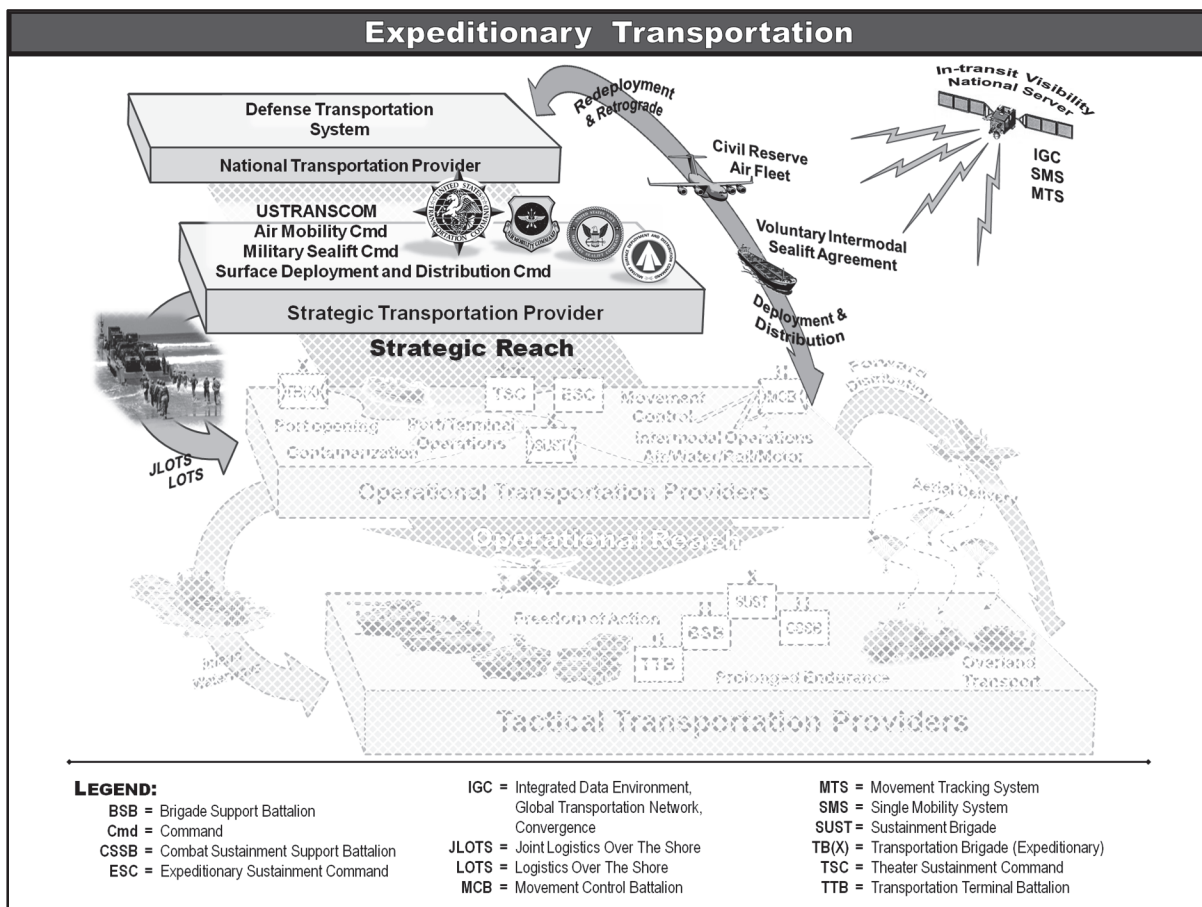 Expeditionary Transportation
Defense Transportation
System
National Transportation Provider
USTRANSCOM
Air Mobility Cmd
Military Sealift Cmd
Surface Deployment and Distribution Cmd
Strategic Transportation Provider
Strategic Reach
Redeployment
& Retrograde
Civil Reserve
Air Fleet
Voluntary Intermodal
Sealift Agreement
Deployment &
Distribution
In-transit Visibility
National Server
IGC
SMS
MTS
JLOTS
LOTS
TSC
ESC
Movement
Control
MCB
Port opening
Port/Terminal
Operations
Containerization
SUST
Intermodal Operations
Air/Water/Rail/Motor
Operational Transportation Providers
Operational Reach
Forward
Distribution
Aerial Delivery
Freedom of Action
TTB
BSB
SUST
CSSB
Prolonged Endurance
Overland
Transport
Tactical Transportation Providers
LEGEND:
BSB = Brigade Support Battalion
Cmd = Command
CSSB = Combat Sustainment Support Battalion
ESC = Expeditionary Sustainment Command
IGC = Integrated Data Environment,
Global Transportation Network,
Convergence
JLOTS = Joint Logistics Over The Shore
LOTS = Logistics Over The Shore
MCB = Movement Control Battalion
MTS = Movement Tracking System
SMS = Single Mobility System
SUST = Sustainment Brigade
TB(X) = Transportation Brigade (Expeditionary)
TSC = Theater Sustainment Command
TTB = Transportation Terminal Battalion